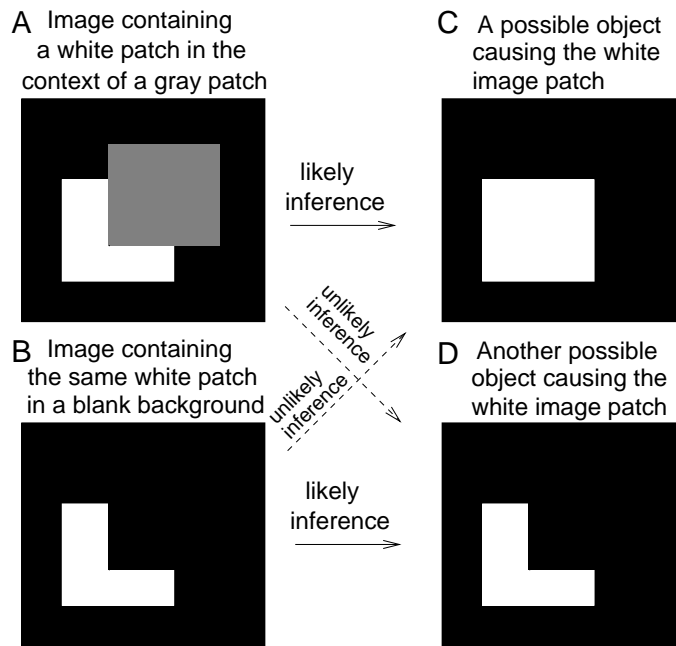 A Image containing
a white patch in the
context of a gray patch
C A possible object
causing the white
image patch
likely
inference
unlikely
inference
unlikely
inference
B Image containing
the same white patch
in a blank background
D Another possible
object causing the
white image patch
likely
inference